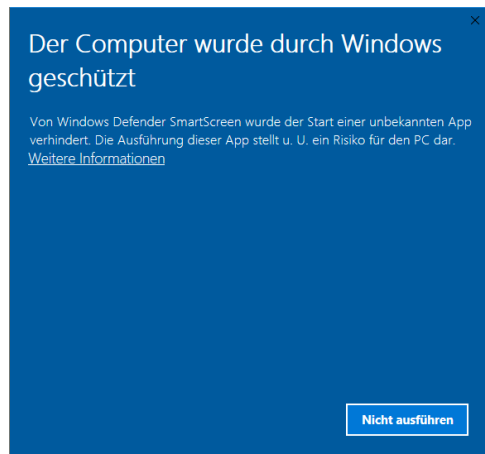 Der Computer wurde durch Windows
geschützt
Von Windows Defender SmartScreen wurde der Start einer unbekannten App
verhindert. Die Ausführung dieser App stellt u. U. ein Risiko für den PC dar.
Weitere Informationen
Nicht ausführen